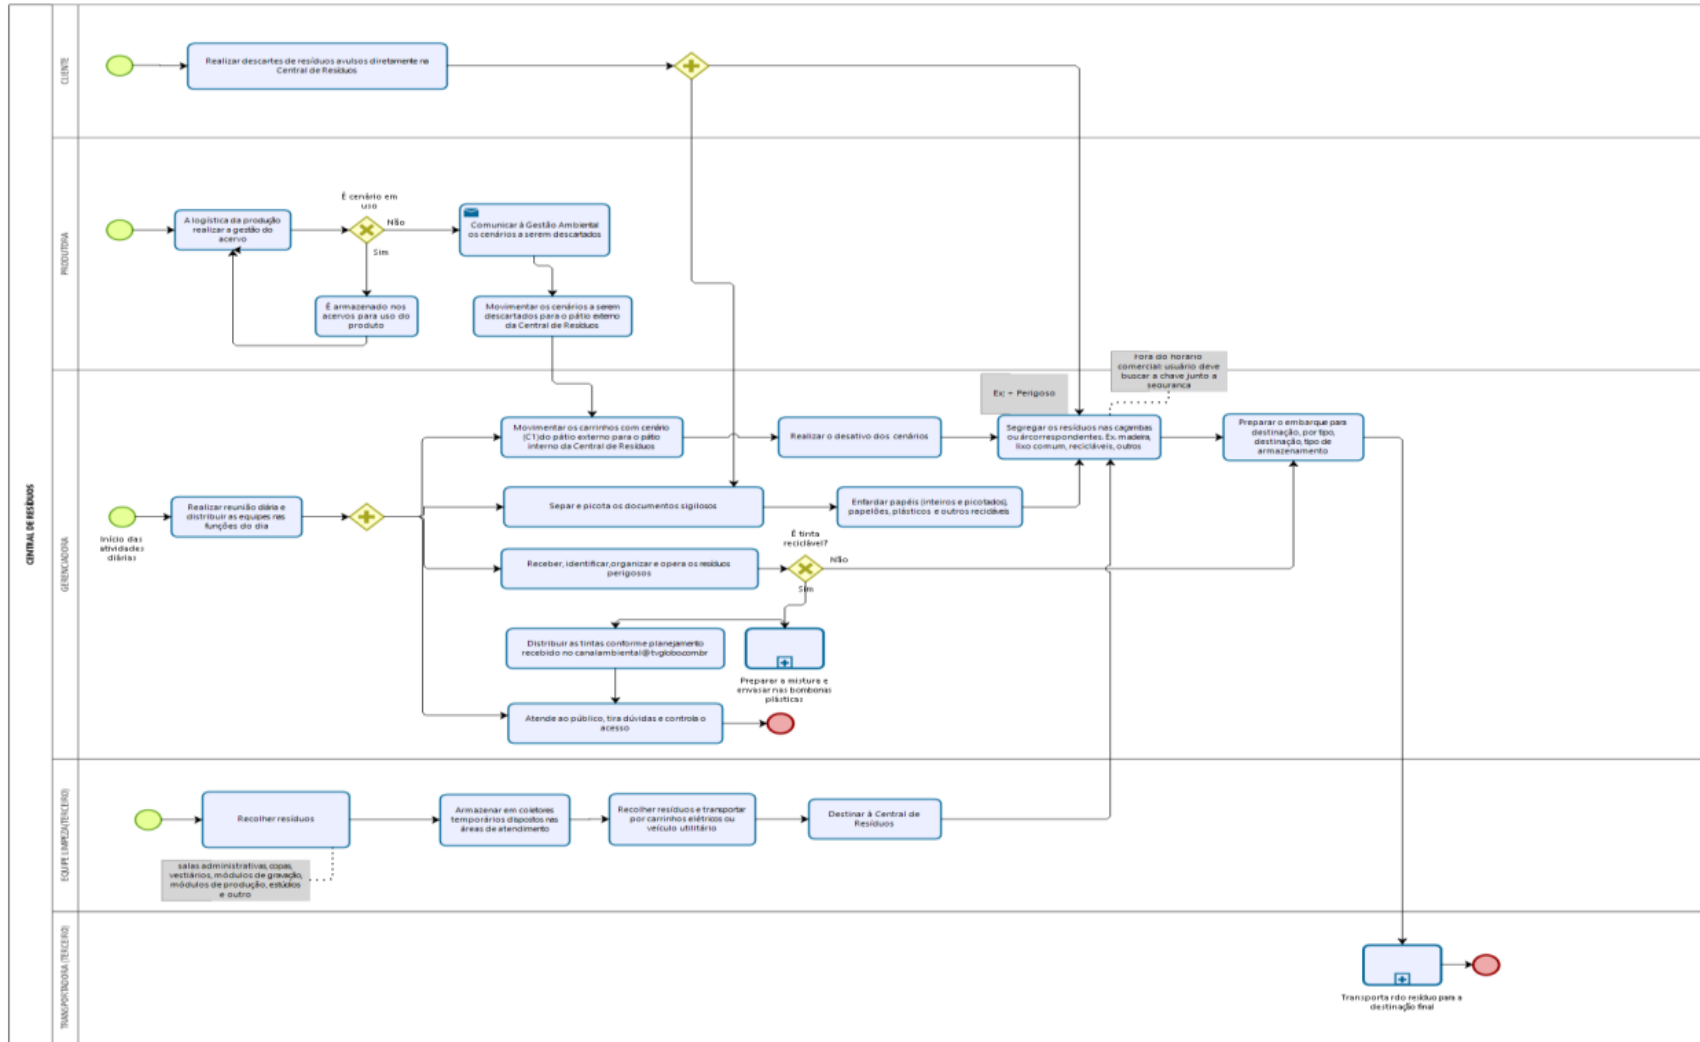 CENTRAL DE RESÍDUOS
CLIENTE
Realizar descartes de resíduos avulsos diretamente na
Central de Resíduos
PRODUTORA
A logística da produção
realizar a gestão do
acervo
É cenário em
uso
Não
Sim
Comunicar à Gestão Ambiental
os cenários a serem descartados
É armazenado nos
acervos para uso do
produto
Movimentar os cenários a serem
descartados para o pátio externo
da Central de Resíduos
GERENCIADORA
Fora do horário
comercial: usuário deve
buscar a chave junto a
segurança
Ex: + Perigoso
Movimentar os carrinhos com cenário
(C1)do pátio externo para o pátio
interno da Central de Resíduos
Realizar o desativo dos cenários
Segregar os resíduos nas caçambas
ou árcorrespondentes. Ex. madeira,
lixo comum, recicláveis, outros
Preparar o embarque para
destinação, por tipo,
destinação, tipo de
armazenamento
Início das
atividades
diárias
Realizar reunião diária e
distribuir as equipes nas
funções do dia
Separ e picota os documentos sigilosos
Enfardar papéis (inteiros e picotados),
papelões, plásticos e outros recicláveis
Receber, identificar,organizar e opera os resíduos
perigosos
É tinta
reciclável?
Não
Sim
Distribuir as tintas conforme planejamento
recebido no canalambiental@tvglobo.com.br
Preparar a mistura e
envasar nas bombonas
plásticas
Atende ao público, tira dúvidas e controla o
acesso
EQUIPE LIMPEZA(TERCEIRO)
Recolher resíduos
salas administrativas, copas,
vestiários, módulos de gravação,
módulos de produção, estúdios
e outro
Armazenar em coletores
temporários dispostos nas
áreas de atendimento
Recolher resíduos e transportar
por carrinhos elétricos ou
veículo utilitário
Destinar à Central de
Resíduos
TRANSPORTADORA (TERCEIRO)
Transporta rdo resíduo para a
destinação final